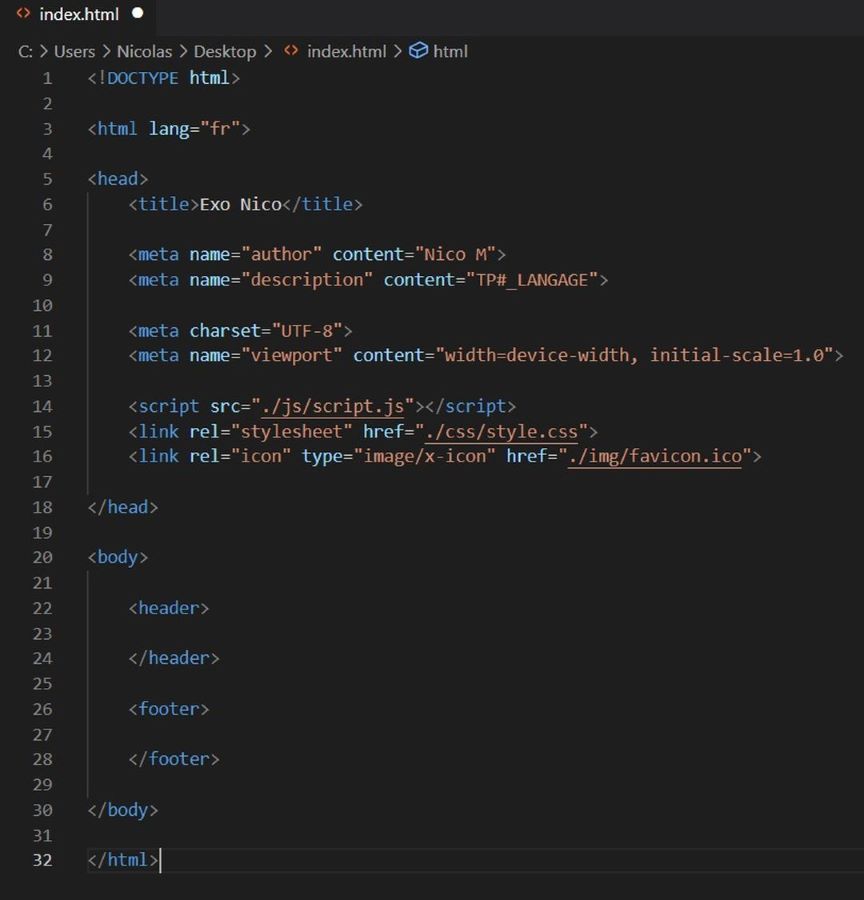 index.html
C: > Users > Nicolas > Desktop > index.html > html
1 <!DOCTYPE html>
2
3 <html lang="fr">
4
5 <head>
6 <title>Exo Nico</title>
7
8 <meta name="author" content="Nico M">
9 <meta name="description" content="TP#_LANGAGE">
10
11 <meta charset="UTF-8">
12 <meta name="viewport" content="width=device-width, initial-scale=1.0">
13
14 <script src="./js/script.js"></script>
15 <link rel="stylesheet" href="./css/style.css">
16 <link rel="icon" type="image/x-icon" href="./img/favicon.ico">
17
18 </head>
19
20 <body>
21
22 <header>
23
24 </header>
25
26 <footer>
27
28 </footer>
29
30 </body>
31
32 </html>